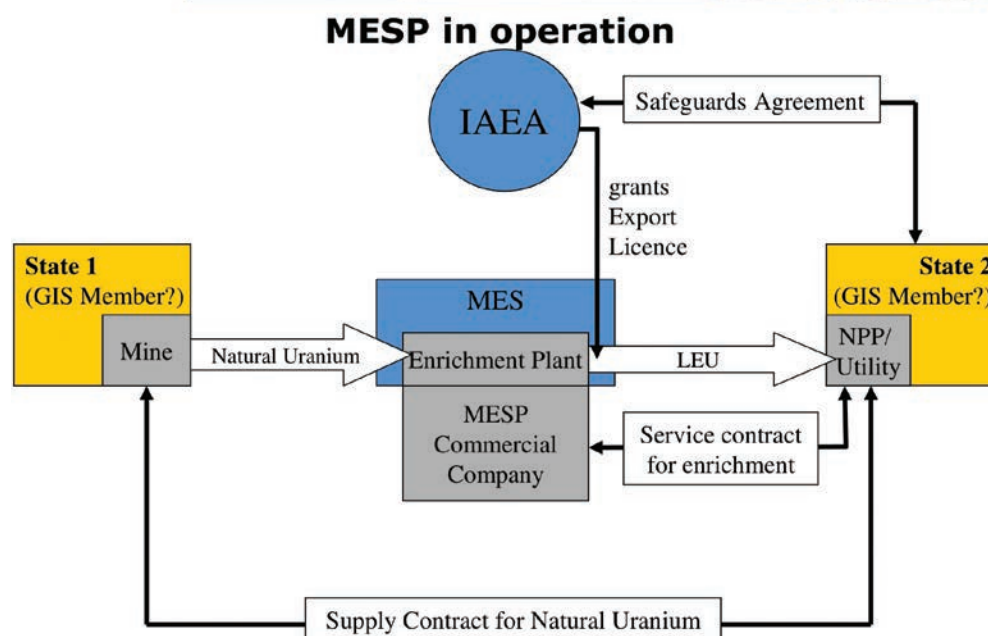 MESP in operation
IAEA
Safeguards Agreement
grants
Export
Licence
State 1
(GIS Member?)
Mine
Natural Uranium
MES
Enrichment Plant
MESP
Commercial
Company
LEU
State 2
(GIS Member?)
NPP/
Utility
Service contract
for enrichment
Supply Contract for Natural Uranium